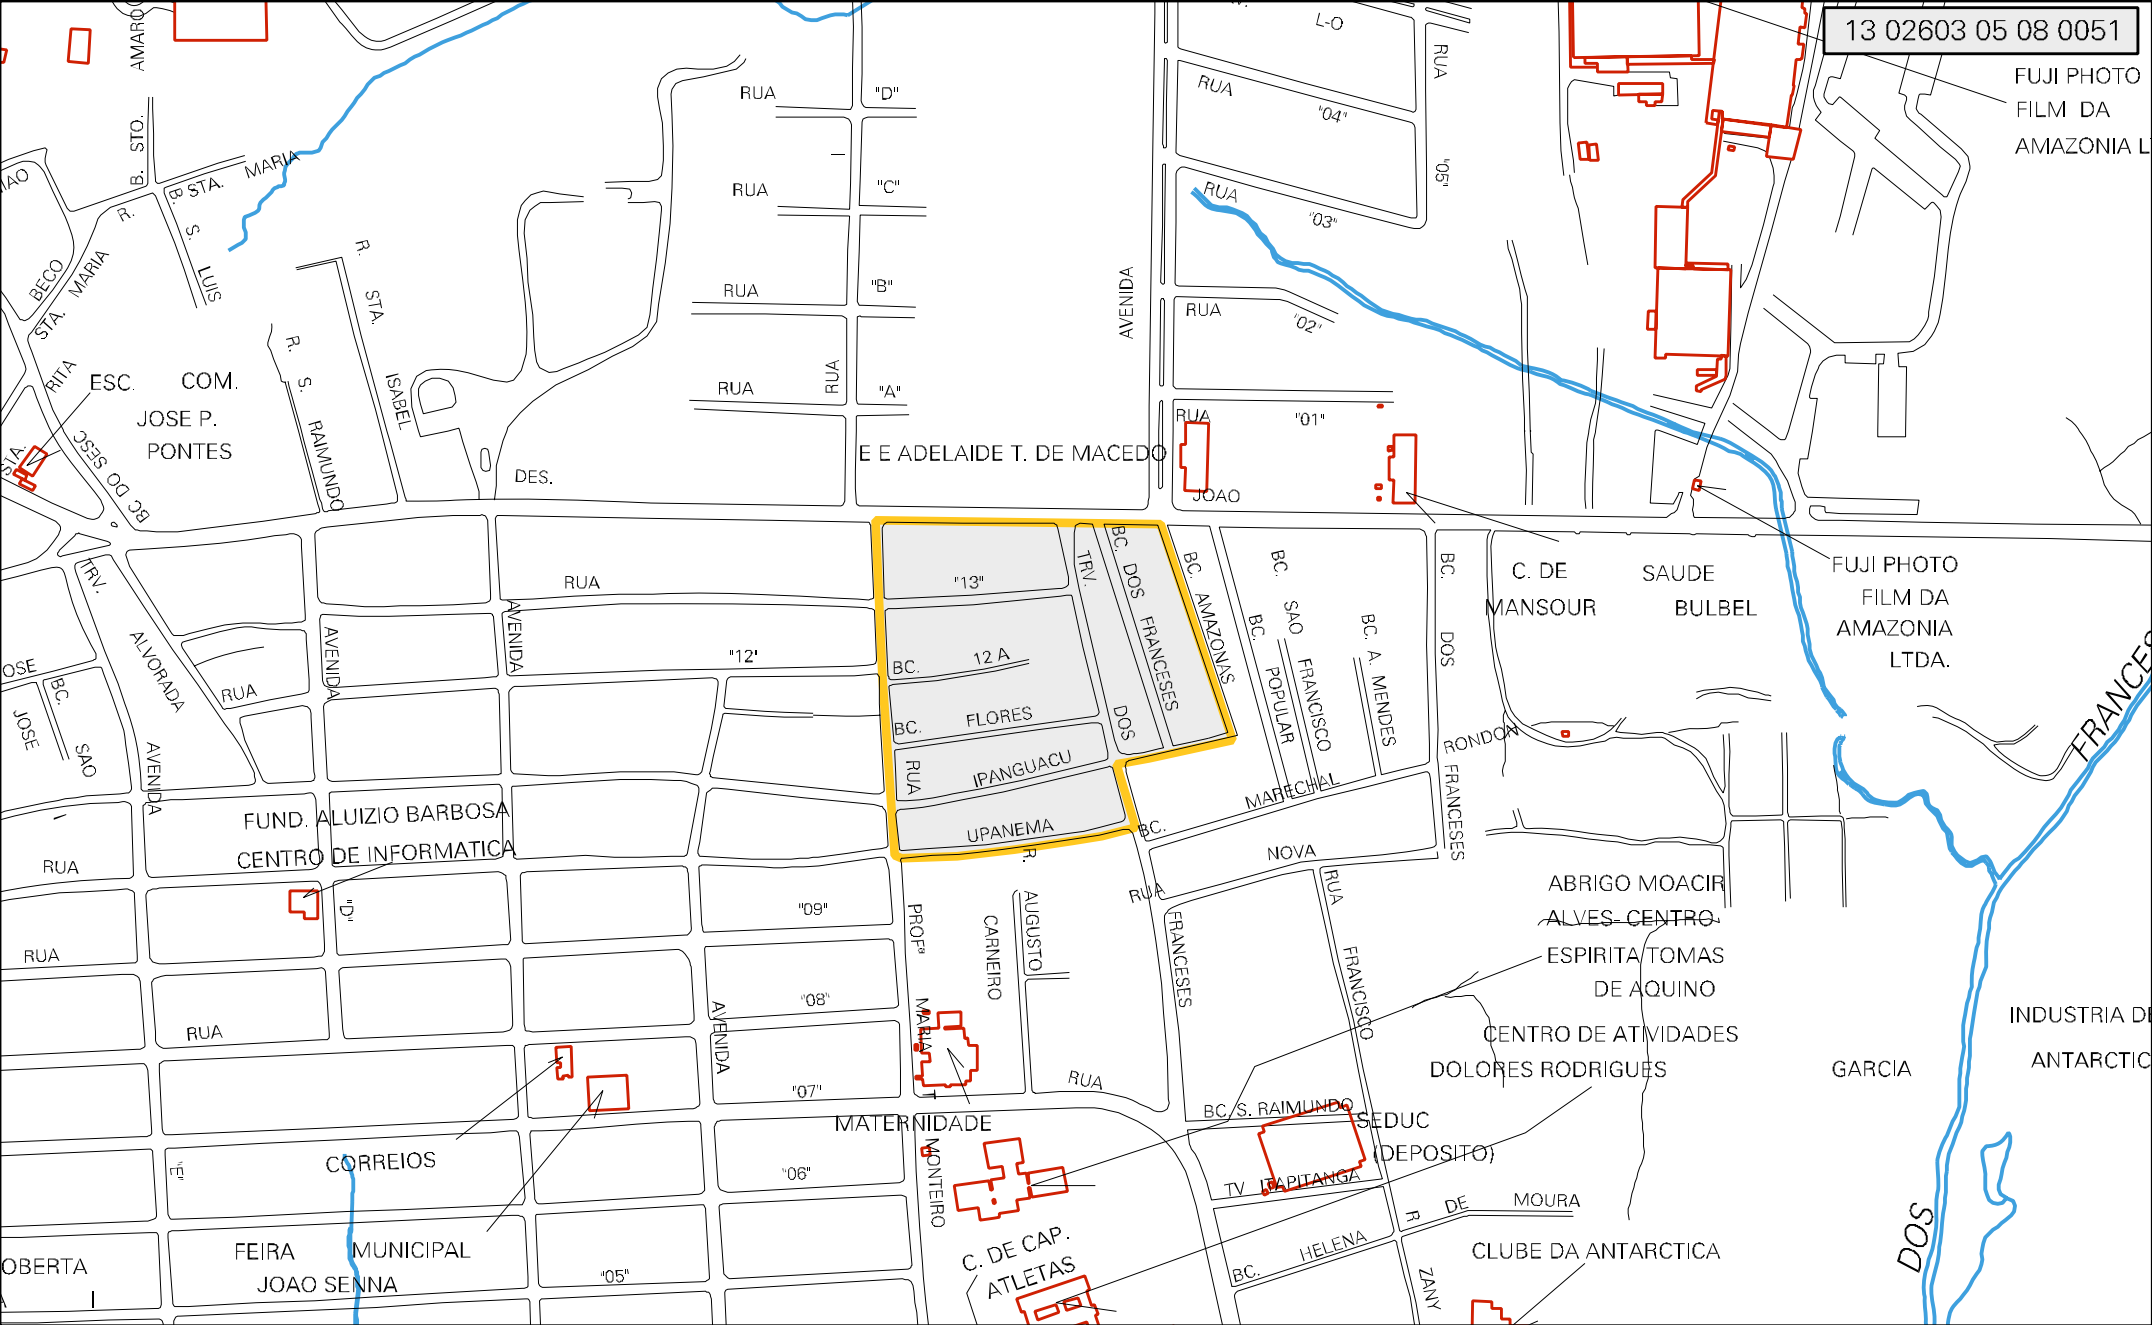 13 02603 05 08 0051
FUJI PHOTO
FILM DA
AMAZONIA
L-O
RUA
"05"
RUA "04"
RUA "03"
RUA "02"
RUA "01"
AMARO
B. STO.
R. B. STA. MARIA
S. LUIS
BECO
STA. MARIA
STA. RITA
BC. DO SESC
R. STA. ISABEL
R. S. RAIMUNDO
RUA "D"
RUA "C"
RUA "B"
RUA "A"
RUA I
AVENIDA
ESC. COM.
JOSE P.
PONTES
E E ADELAIDE T. DE MACEDO
DES. JOAO
RUA "13"
"12"
BC. 12 A
BC. FLORES
RUA IPANGUACU
UPANEMA
TRV. DOS
BC. DOS FRANCESES
BC. AMAZONAS
BC. POPULAR
BC. SAO FRANCISCO
BC. A. MENDES
BC. DOS FRANCESES
BC. MARECHAL RONDON
RUA NOVA
C. DE SAUDE
MANSOUR BULBEL
FUJI PHOTO
FILM DA
AMAZONIA
LTDA.
TRV.
ALVORADA
AVENIDA
AVENIDA
AVENIDA
RUA
OSE
BC. SAO
JOSE
FUND. ALUIZIO BARBOSA
CENTRO DE INFORMATICA
RUA
RUA
RUA
"D"
"E"
"09"
"08"
"07"
"06"
"05"
AVENIDA
PROFª MARIA T MONTEIRO
R. AUGUSTO
CARNEIRO
FRANCESES
RUA FRANCISCO
RUA
MATERNIDADE
BC. S. RAIMUNDO
SEDUC
(DEPOSITO)
TV ITAPITANGA
BC. HELENA
R DE MOURA
ZANY
ABRIGO MOACIR
ALVES- CENTRO
ESPIRITA TOMAS
DE AQUINO
CENTRO DE ATIVIDADES
DOLORES RODRIGUES
GARCIA
INDUSTRIA DE
ANTARCTIC
CORREIOS
FEIRA MUNICIPAL
JOAO SENNA
OBERTA
C. DE CAP.
ATLETAS
CLUBE DA ANTARCTICA
DOS FRANCESES